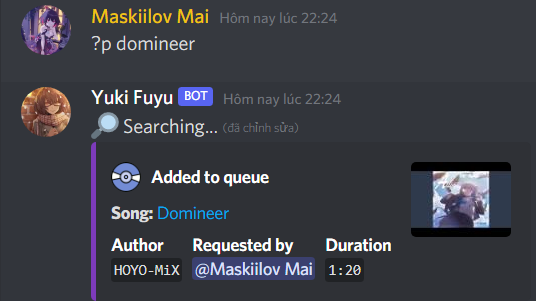 Maskiilov Mai Hôm nay lúc 22:24
?p domineer
Yuki Fuyu BOT Hôm nay lúc 22:24
🔎 Searching... (đã chỉnh sửa)
Added to queue
Song: Domineer
Author Requested by Duration
HOYO-MiX @Maskiilov Mai 1:20